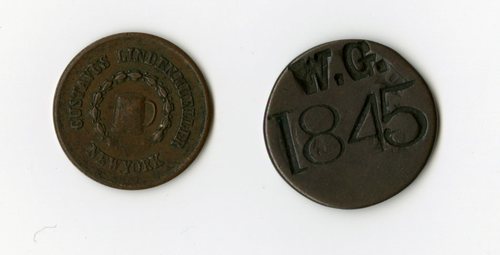 GUSTAVUS LINDENMUELLER
NEW YORK
W.G.
1845